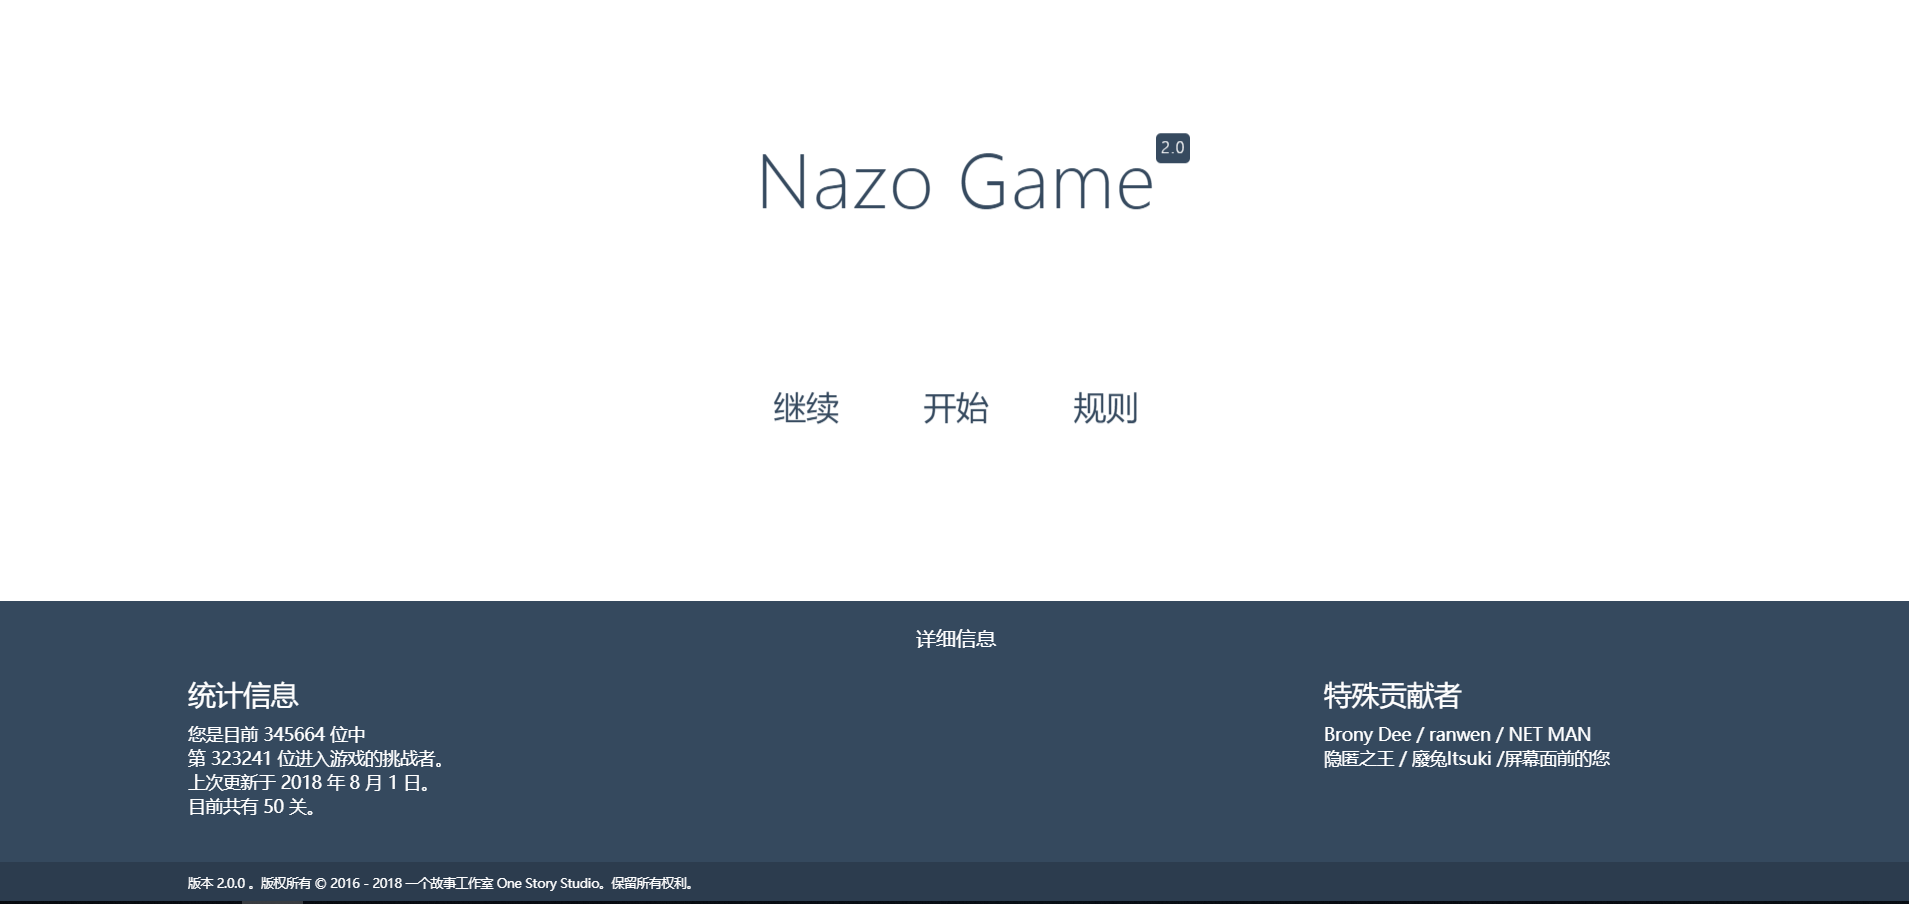 Nazo Game 2.0
继续 开始 规则
详细信息
统计信息
您是目前 345664 位中
第 323241 位进入游戏的挑战者。
上次更新于 2018 年 8 月 1 日。
目前共有 50 关。
特殊贡献者
Brony Dee / ranwen / NET MAN
隐匿之王 / 廢兔Itsuki /屏幕面前的您
版本 2.0.0 。版权所有 © 2016 - 2018 一个故事工作室 One Story Studio。保留所有权利。